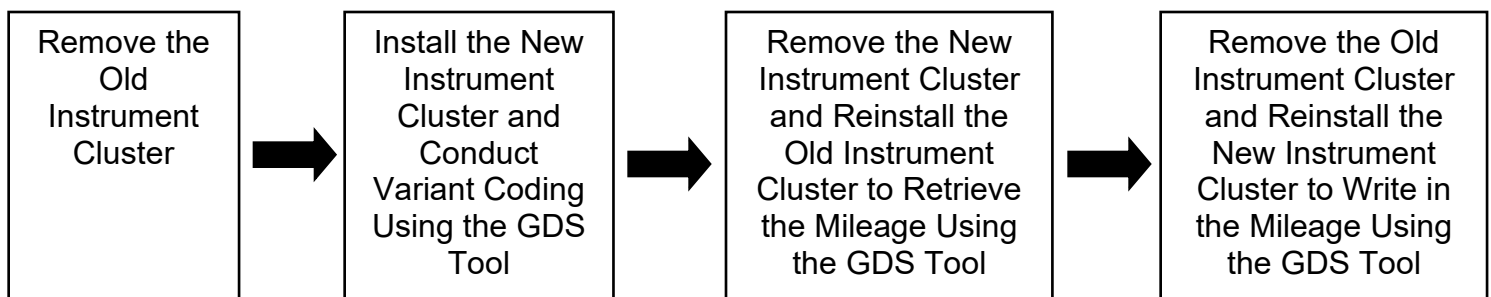 Remove the
Old
Instrument
Cluster
Install the New
Instrument
Cluster and
Conduct
Variant Coding
Using the GDS
Tool
Remove the New
Instrument Cluster
and Reinstall the
Old Instrument
Cluster to Retrieve
the Mileage Using
the GDS Tool
Remove the Old
Instrument Cluster
and Reinstall the
New Instrument
Cluster to Write in
the Mileage Using
the GDS Tool